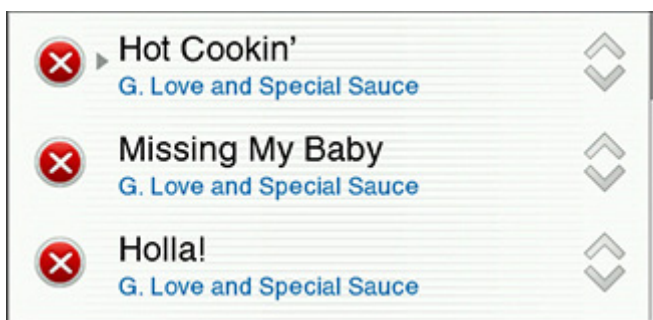 Hot Cookin’
G. Love and Special Sauce
Missing My Baby
G. Love and Special Sauce
Holla!
G. Love and Special Sauce